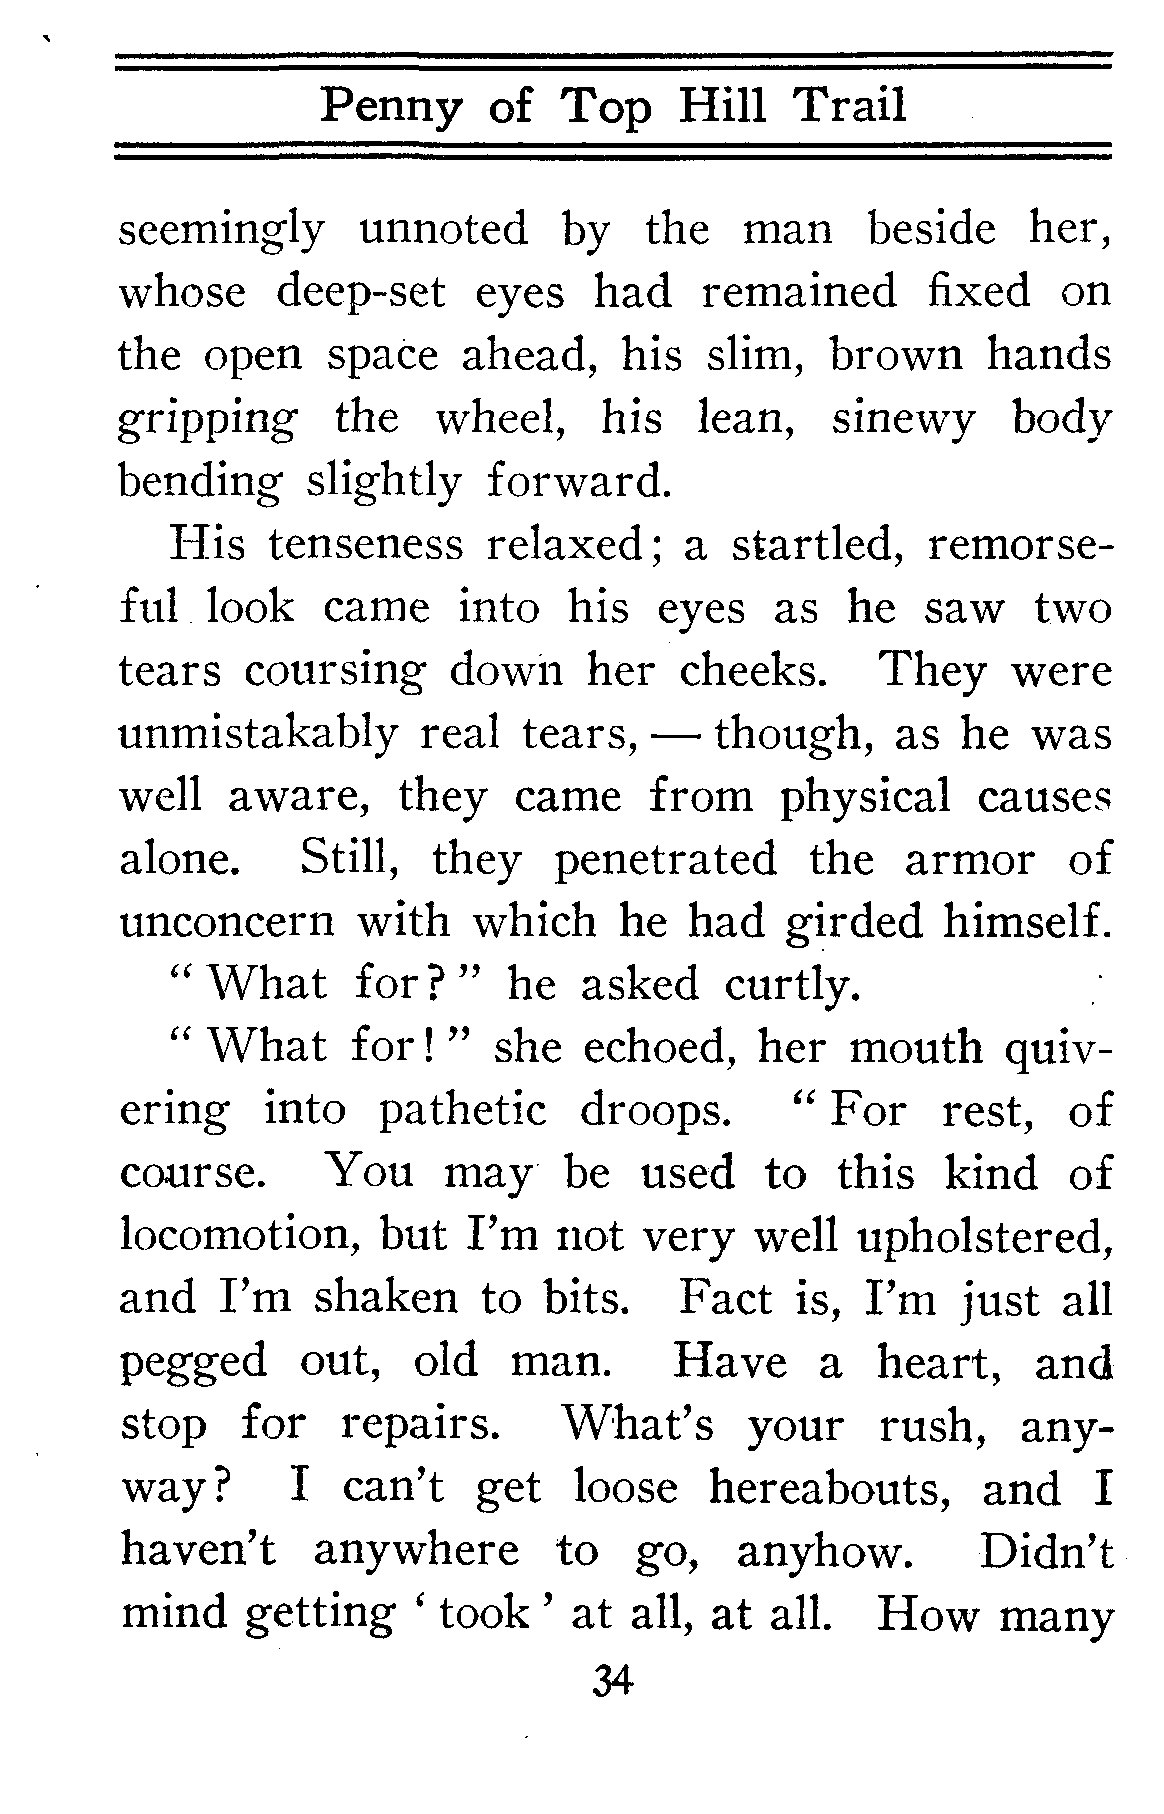 Penny of Top Hill Trail
seemingly unnoted by the man beside her,
whose deep-set eyes had remained fixed on
the open space ahead, his slim, brown hands
gripping the wheel, his lean, sinewy body
bending slightly forward.
His tenseness relaxed; a startled, remorse-
ful look came into his eyes as he saw two
tears coursing down her cheeks. They were
unmistakably real tears, — though, as he was
well aware, they came from physical causes
alone. Still, they penetrated the armor of
unconcern with which he had girded himself.
“ What for? ” he asked curtly.
“ What for! ” she echoed, her mouth quiv-
ering into pathetic droops. “ For rest, of
course. You may be used to this kind of
locomotion, but I’m not very well upholstered,
and I’m shaken to bits. Fact is, I’m just all
pegged out, old man. Have a heart, and
stop for repairs. What’s your rush, any-
way? I can’t get loose hereabouts, and I
haven’t anywhere to go, anyhow. Didn’t
mind getting ‘ took ’ at all, at all. How many
34